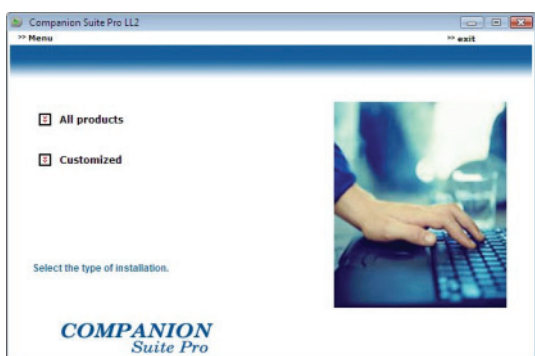 Companion Suite Pro LL2
>> Menu
>> exit
All products
Customized
Select the type of installation.
COMPANION
Suite Pro